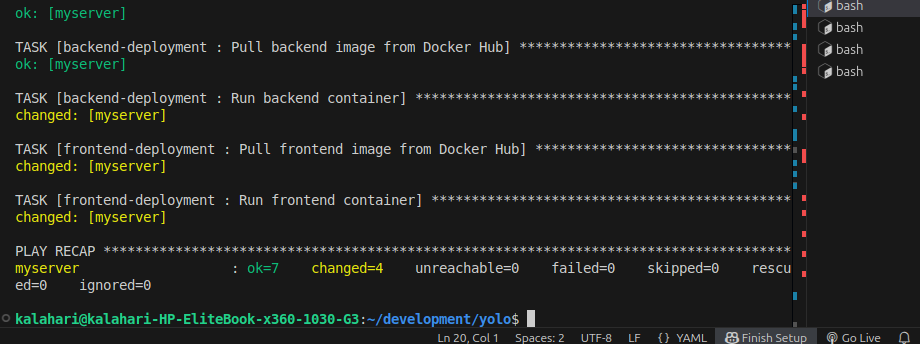 ok: [myserver]
TASK [backend-deployment : Pull backend image from Docker Hub] **********************************
ok: [myserver]
TASK [backend-deployment : Run backend container] ***********************************************
changed: [myserver]
TASK [frontend-deployment : Pull frontend image from Docker Hub] ********************************
changed: [myserver]
TASK [frontend-deployment : Run frontend container] *********************************************
changed: [myserver]
PLAY RECAP **************************************************************************************
myserver : ok=7 changed=4 unreachable=0 failed=0 skipped=0 rescu
ed=0 ignored=0
kalahari@kalahari-HP-EliteBook-x360-1030-G3:~/development/yolo$
bash
bash
bash
bash
Ln 20, Col 1 Spaces: 2 UTF-8 LF {} YAML Finish Setup Go Live